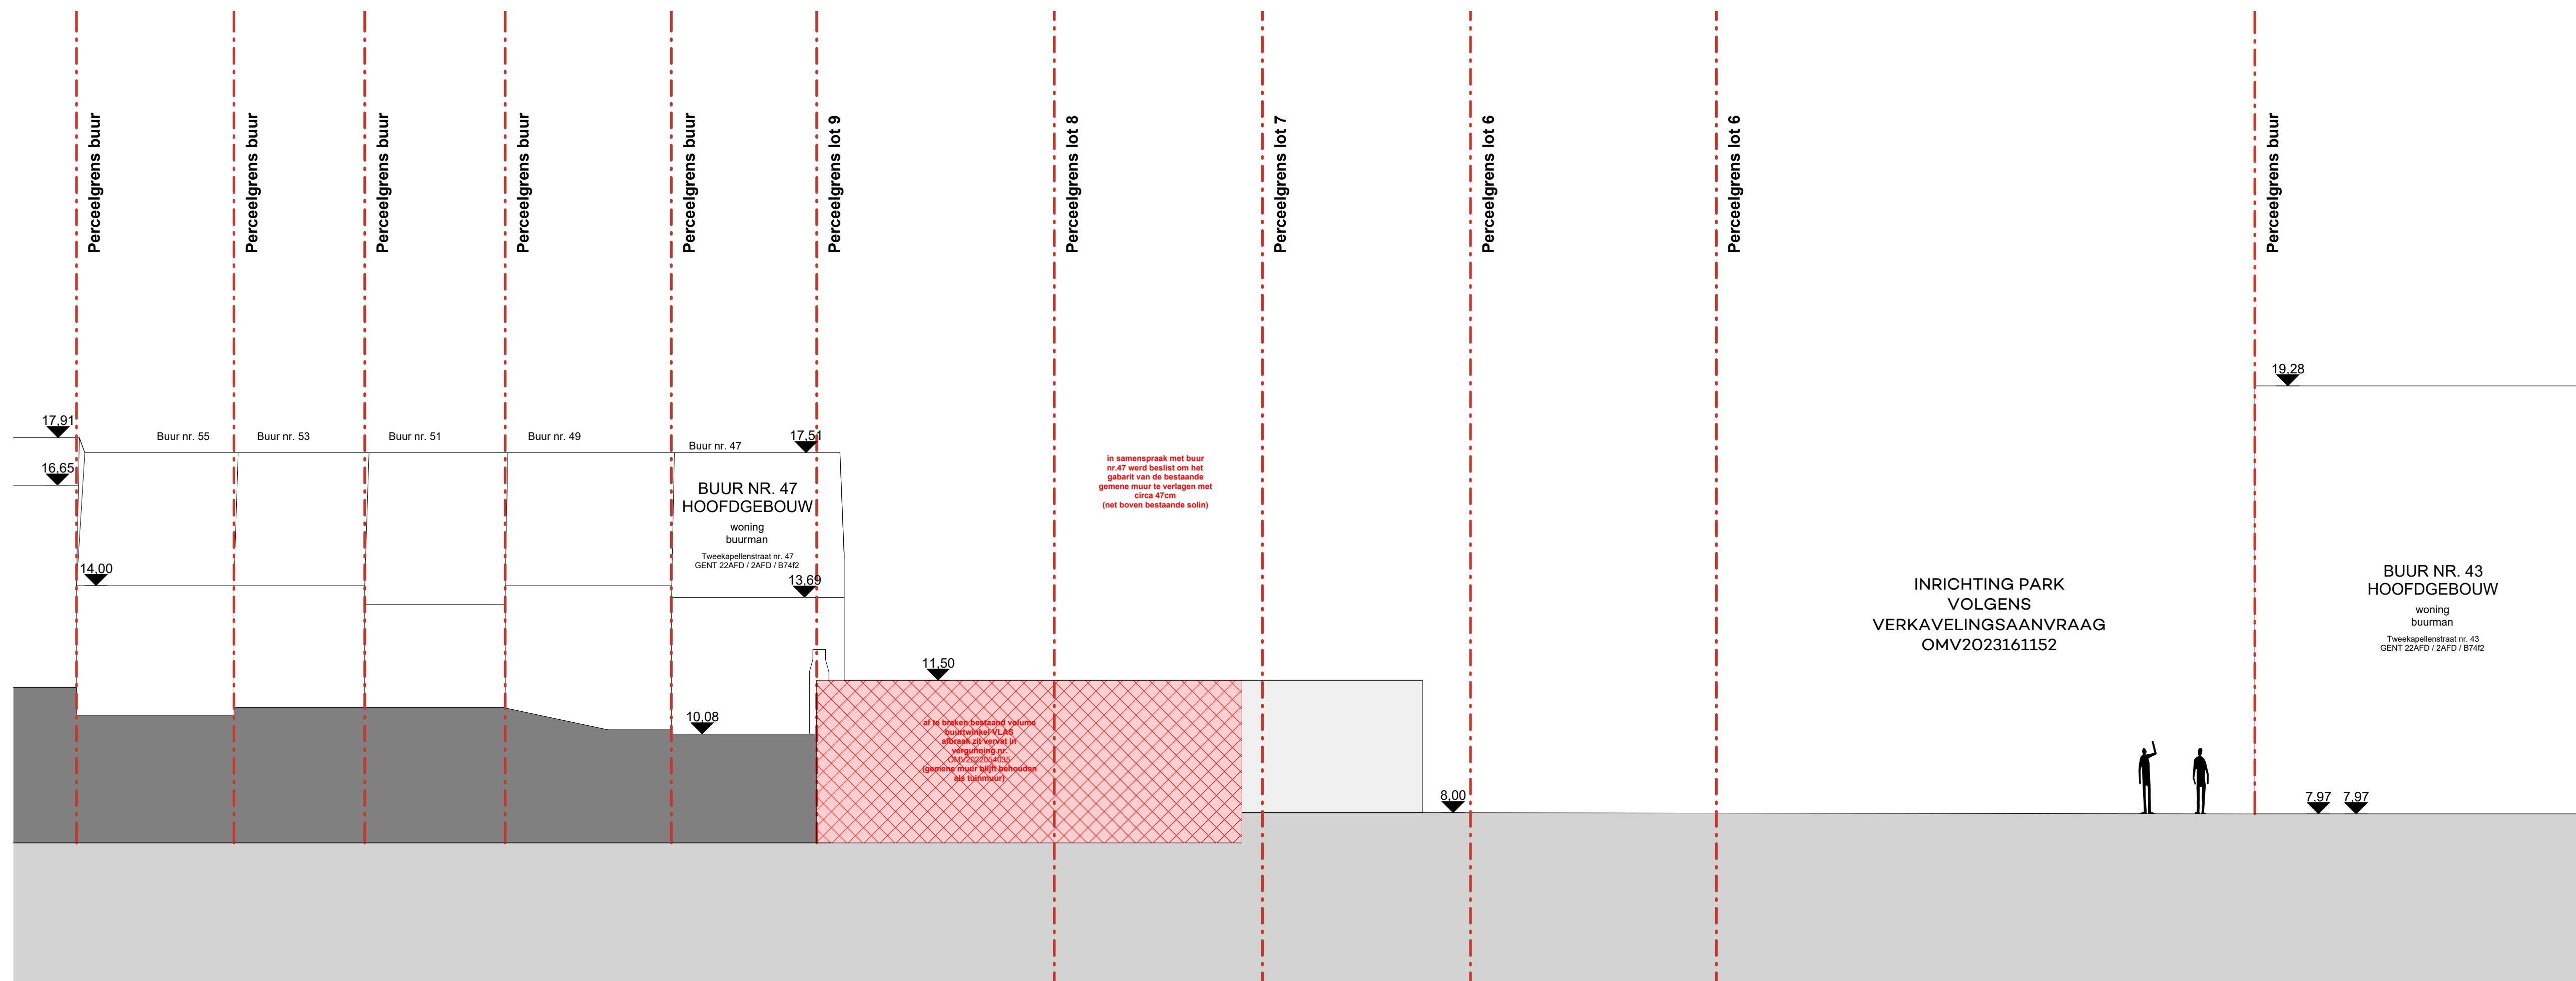 Perceelgrens buur
Perceelgrens buur
Perceelgrens buur
Perceelgrens buur
Perceelgrens buur
Perceelgrens lot 9
Perceelgrens lot 8
Perceelgrens lot 7
Perceelgrens lot 6
Perceelgrens lot 6
Perceelgrens buur
19,28
17,91
Buur nr. 55
Buur nr. 53
Buur nr. 51
Buur nr. 49
Buur nr. 47
17,51
16,65
in samenspraak met buur
nr.47 werd beslist om het
gabarit van de bestaande
gemene muur te verlagen met
circa 47cm
(net boven bestaande solin)
BUUR NR. 47
HOOFDGEBOUW
woning
buurman
Tweekapellenstraat nr. 47
GENT 22AFD / 2AFD / B74f2
14,00
13,69
INRICHTING PARK
VOLGENS
VERKAVELINGSAANVRAAG
OMV2023161152
BUUR NR. 43
HOOFDGEBOUW
woning
buurman
Tweekapellenstraat nr. 43
GENT 22AFD / 2AFD / B74f2
11,50
10,08
af te breken bestaand volume
buurtwinkel VLAS
afbraak zit vervat in
vergunning nr.
OMV2022054035
(gemene muur blijft behouden
als tuinmuur)
8,00
7,97
7,97